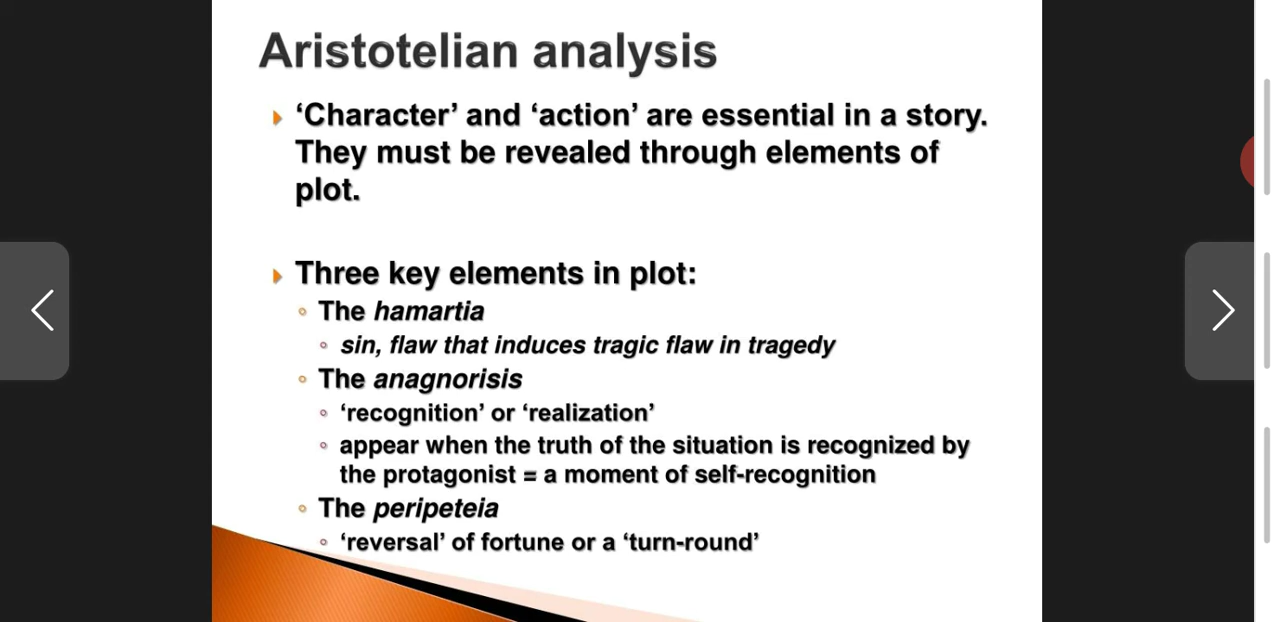 Aristotelian analysis
‘Character’ and ‘action’ are essential in a story.
They must be revealed through elements of
plot.
Three key elements in plot:
The hamartia
sin, flaw that induces tragic flaw in tragedy
The anagnorisis
‘recognition’ or ‘realization’
appear when the truth of the situation is recognized by
the protagonist = a moment of self-recognition
The peripeteia
‘reversal’ of fortune or a ‘turn-round’